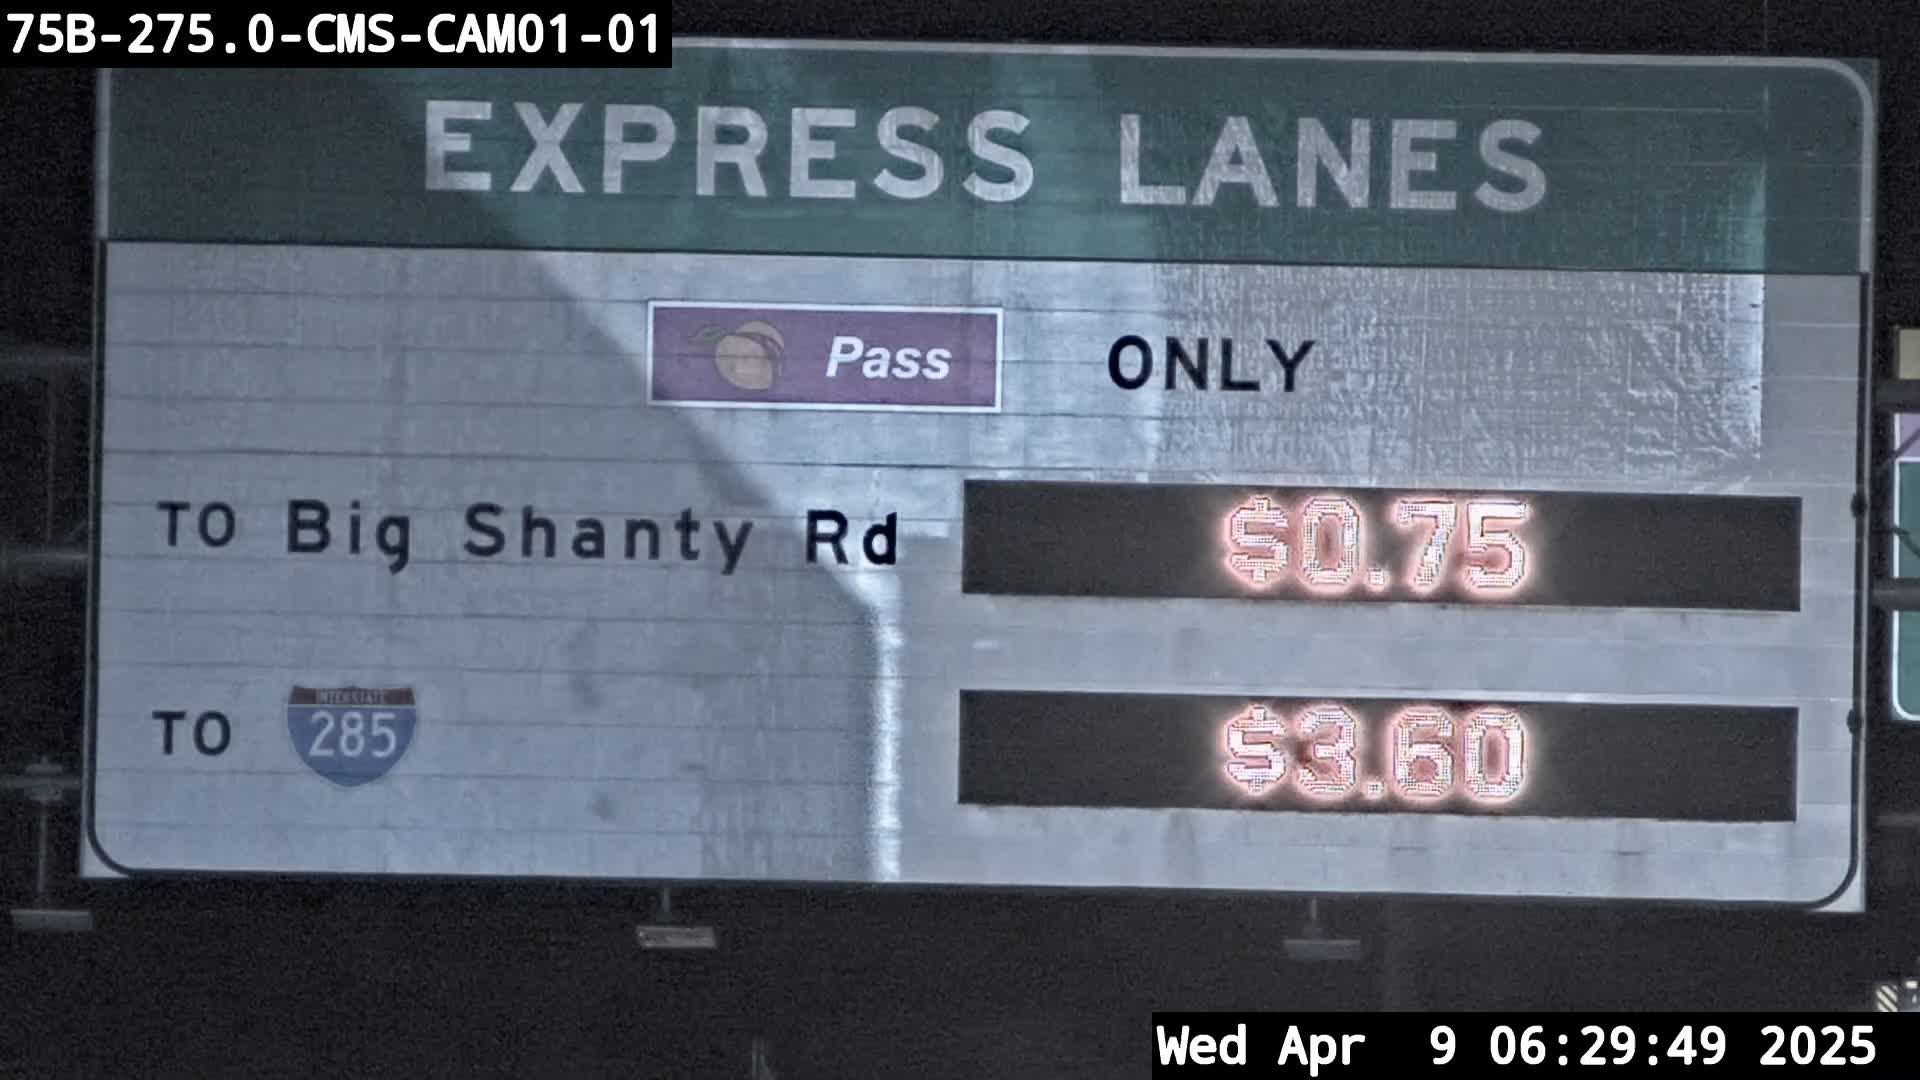 75B-275.0-CMS-CAM01-01
EXPRESS LANES
Pass ONLY
TO Big Shanty Rd $0.75
INTERSTATE
TO 285 $3.60
Wed Apr 9 06:29:49 2025